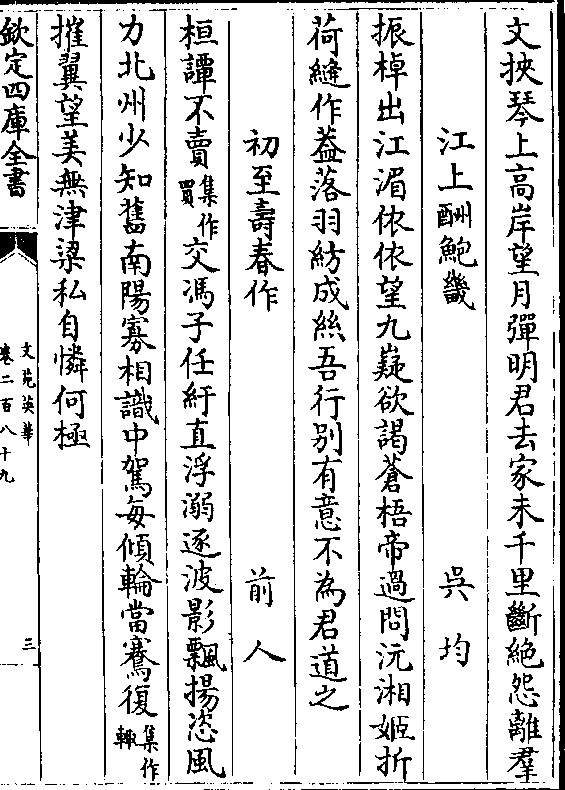 文挾琴上高岸望月彈明君去家未千里斷絶怨離羣
江上酬鮑畿　吳均
振棹出江湄依依望九嶷欲謁蒼梧帝過問沅湘姬折
荷縫作葢落羽紡成絲吾行别有意不為君道之
初至壽春作　前人
桓譚不賣集作買交馮子任紆直浮溺逐波影飄揚恣風
力北州少知舊南陽寡相識中駕每傾輪當鶱復集作輙
摧翼望美無津梁私自憐何極
欽定四庫全書
文苑英華
卷二百八十九
三